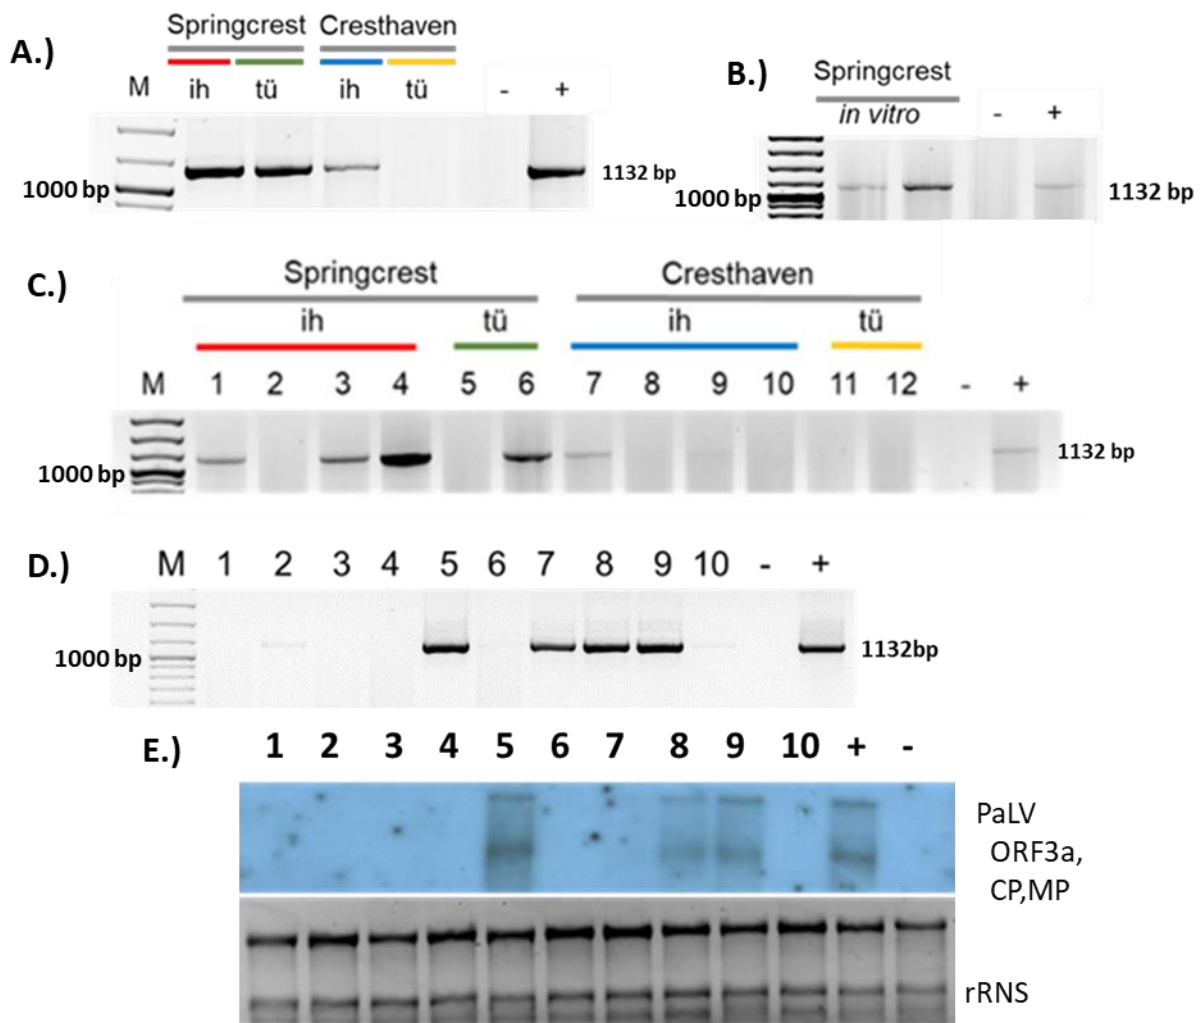 A.)
Springcrest Cresthaven
M ih tü ih tü - +
1000 bp
1132 bp
B.)
Springcrest
in vitro - +
1000 bp
1132 bp
C.)
Springcrest Cresthaven
ih tü ih tü
M 1 2 3 4 5 6 7 8 9 10 11 12 - +
1000 bp
1132 bp
D.)
M 1 2 3 4 5 6 7 8 9 10 - +
1000 bp
1132bp
E.)
1 2 3 4 5 6 7 8 9 10 + -
PaLV
ORF3a,
CP,MP
rRNS